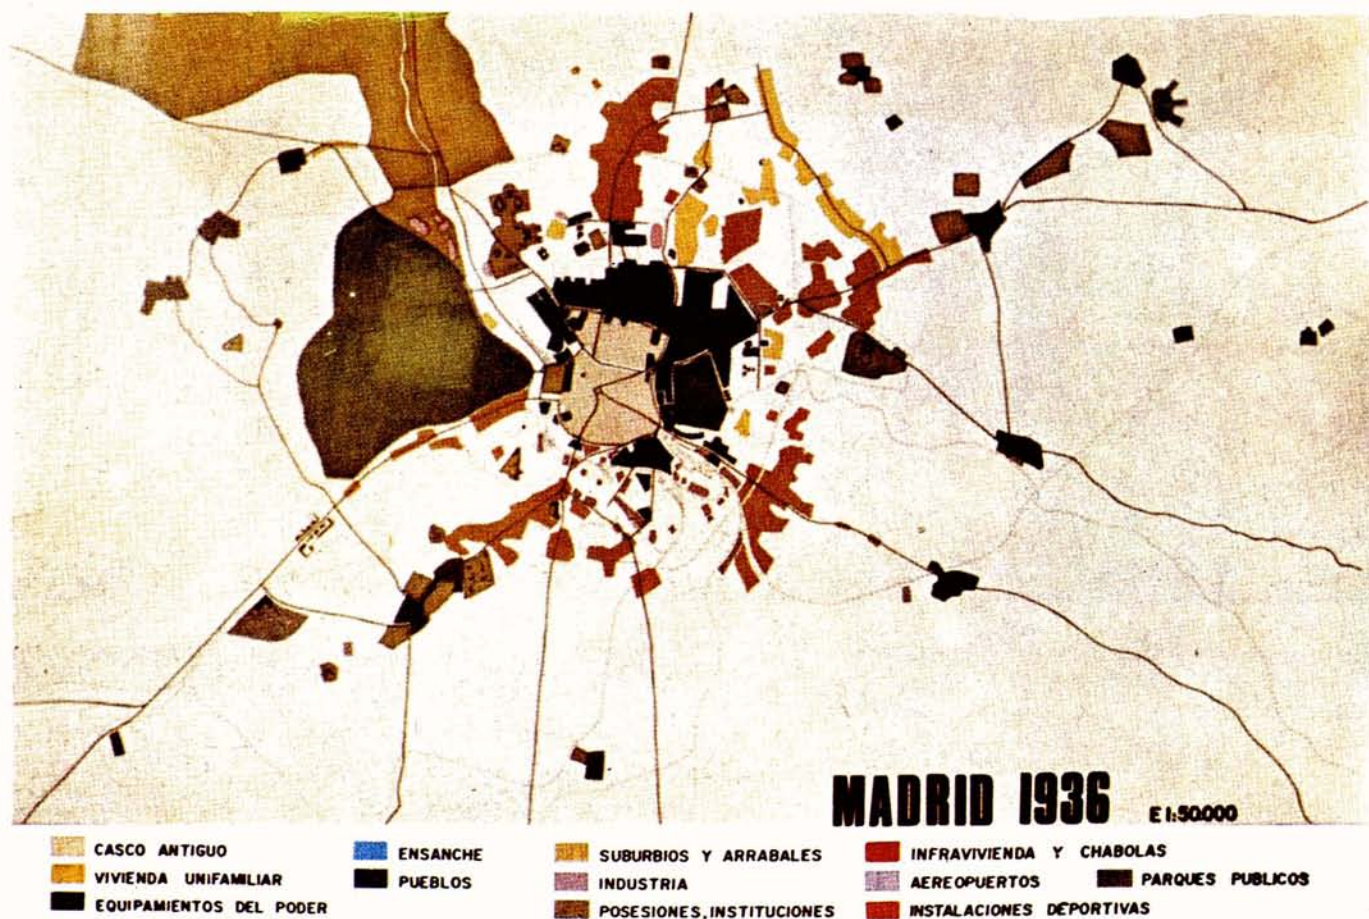 MADRID 1936 E 1:50.000
CASCO ANTIGUO
VIVIENDA UNIFAMILIAR
EQUIPAMIENTOS DEL PODER
ENSANCHE
PUEBLOS
SUBURBIOS Y ARRABALES
INDUSTRIA
POSESIONES, INSTITUCIONES
INFRAVIVIENDA Y CHABOLAS
AEREOPUERTOS
PARQUES PUBLICOS
INSTALACIONES DEPORTIVAS